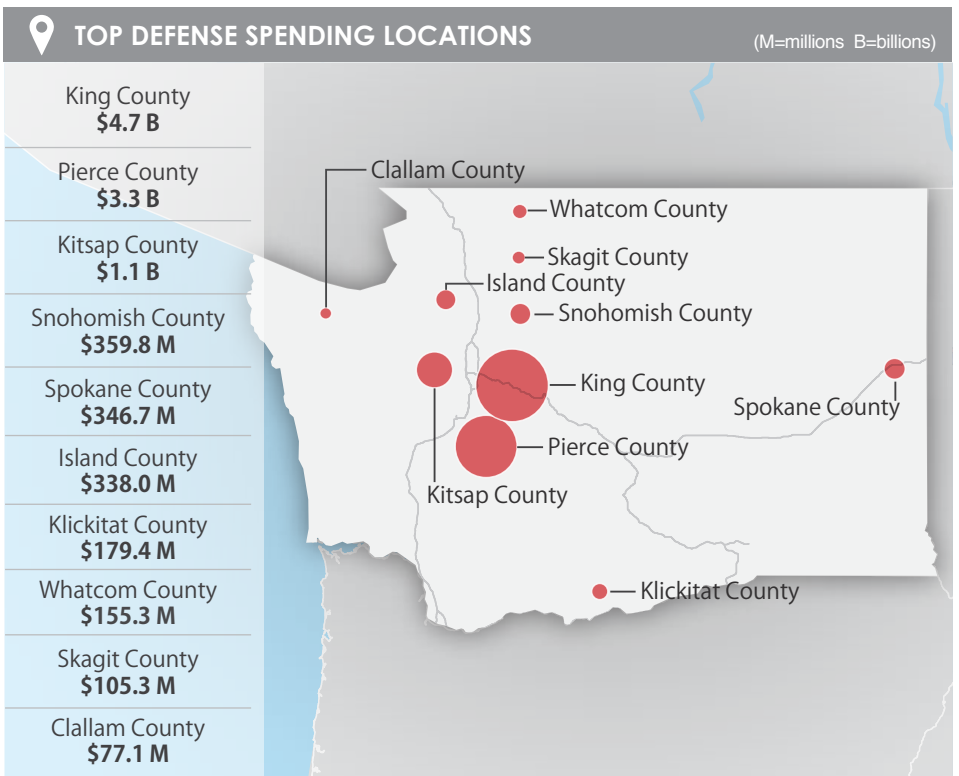 TOP DEFENSE SPENDING LOCATIONS
(M=millions B=billions)
King County
$4.7 B
Pierce County
$3.3 B
Kitsap County
$1.1 B
Snohomish County
$359.8 M
Spokane County
$346.7 M
Island County
$338.0 M
Klickitat County
$179.4 M
Whatcom County
$155.3 M
Skagit County
$105.3 M
Clallam County
$77.1 M
Clallam County
Whatcom County
Skagit County
Island County
Snohomish County
King County
Spokane County
Pierce County
Kitsap County
Klickitat County